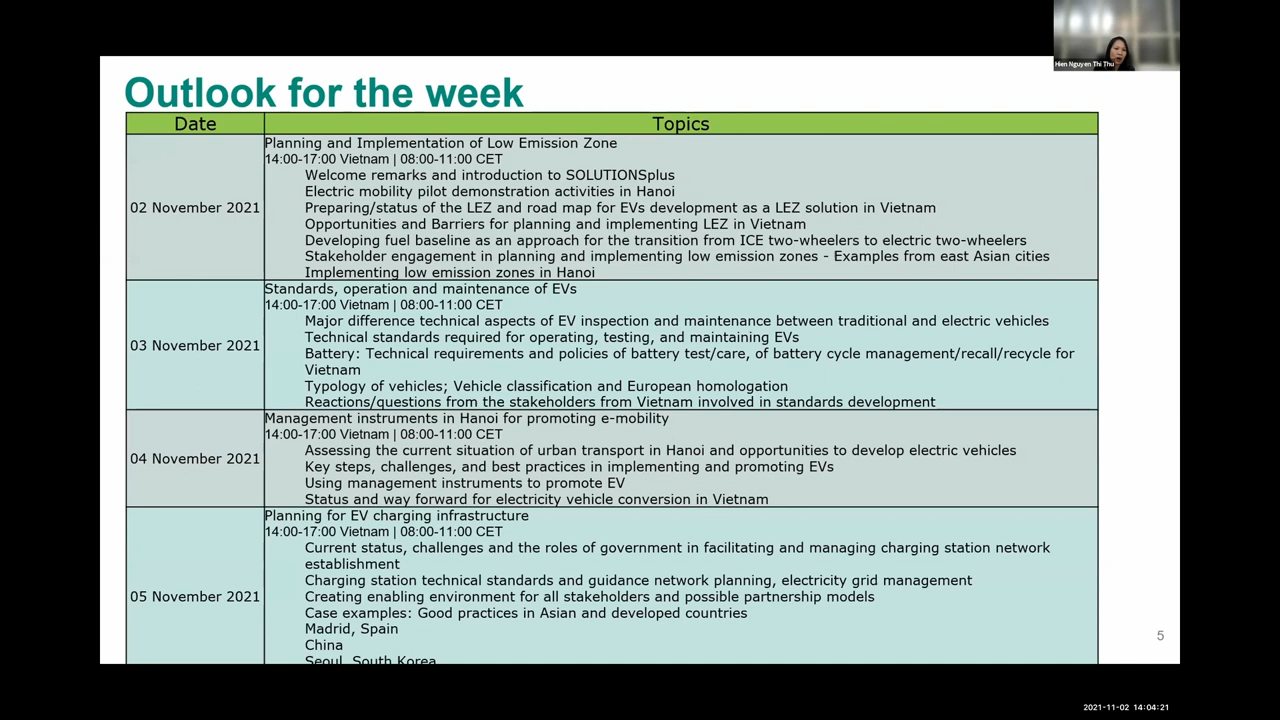 Hien Nguyen Thi Thu
Outlook for the week
Date
Topics
02 November 2021
Planning and Implementation of Low Emission Zone
14:00-17:00 Vietnam | 08:00-11:00 CET
Welcome remarks and introduction to SOLUTIONSplus
Electric mobility pilot demonstration activities in Hanoi
Preparing/status of the LEZ and road map for EVs development as a LEZ solution in Vietnam
Opportunities and Barriers for planning and implementing LEZ in Vietnam
Developing fuel baseline as an approach for the transition from ICE two-wheelers to electric two-wheelers
Stakeholder engagement in planning and implementing low emission zones - Examples from east Asian cities
Implementing low emission zones in Hanoi
03 November 2021
Standards, operation and maintenance of EVs
14:00-17:00 Vietnam | 08:00-11:00 CET
Major difference technical aspects of EV inspection and maintenance between traditional and electric vehicles
Technical standards required for operating, testing, and maintaining EVs
Battery: Technical requirements and policies of battery test/care, of battery cycle management/recall/recycle for
Vietnam
Typology of vehicles; Vehicle classification and European homologation
Reactions/questions from the stakeholders from Vietnam involved in standards development
04 November 2021
Management instruments in Hanoi for promoting e-mobility
14:00-17:00 Vietnam | 08:00-11:00 CET
Assessing the current situation of urban transport in Hanoi and opportunities to develop electric vehicles
Key steps, challenges, and best practices in implementing and promoting EVs
Using management instruments to promote EV
Status and way forward for electricity vehicle conversion in Vietnam
05 November 2021
Planning for EV charging infrastructure
14:00-17:00 Vietnam | 08:00-11:00 CET
Current status, challenges and the roles of government in facilitating and managing charging station network
establishment
Charging station technical standards and guidance network planning, electricity grid management
Creating enabling environment for all stakeholders and possible partnership models
Case examples: Good practices in Asian and developed countries
Madrid, Spain
China
Seoul, South Korea
5
2021-11-02 14:04:21